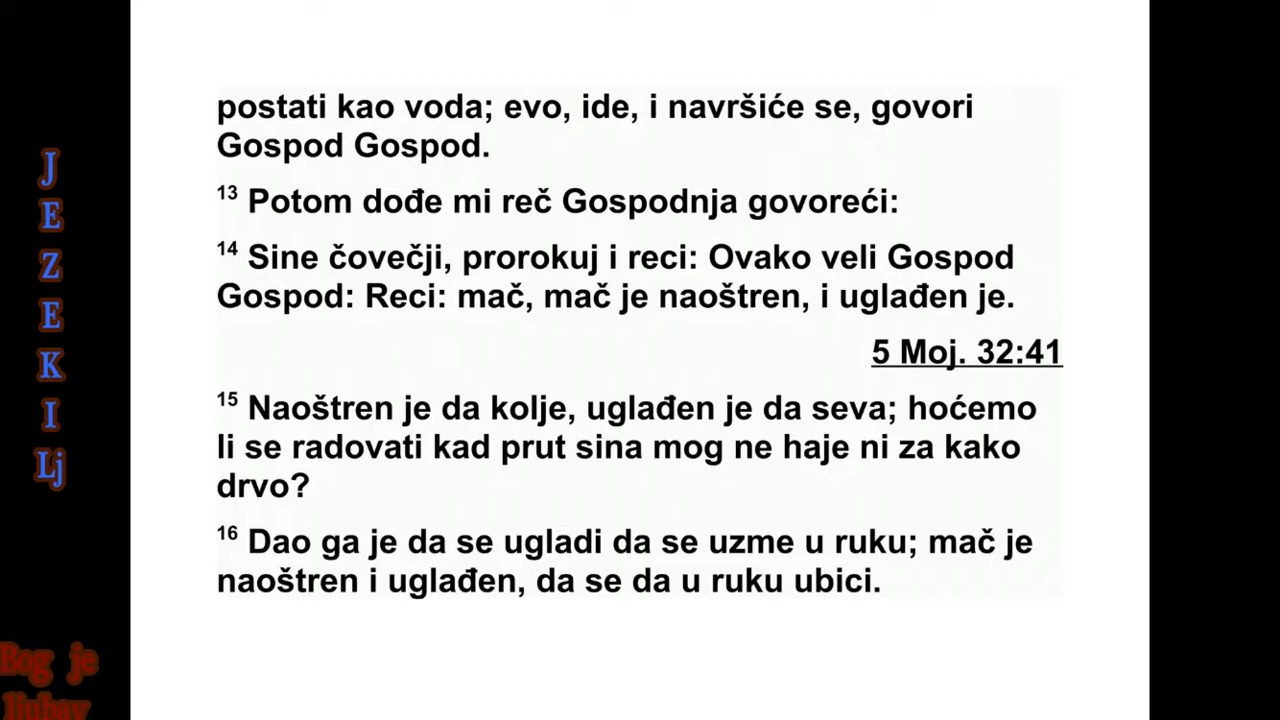 postati kao voda; evo, ide, i navršiće se, govori
Gospod Gospod.
13 Potom dođe mi reč Gospodnja govoreći:
14 Sine čovečji, prorokuj i reci: Ovako veli Gospod
Gospod: Reci: mač, mač je naoštren, i uglađen je.
5 Moj. 32:41
15 Naoštren je da kolje, uglađen je da seva; hoćemo
li se radovati kad prut sina mog ne haje ni za kako
drvo?
16 Dao ga je da se ugladi da se uzme u ruku; mač je
naoštren i uglađen, da se da u ruku ubici.
J
E
Z
E
K
I
Lj
Bog je
ljubav